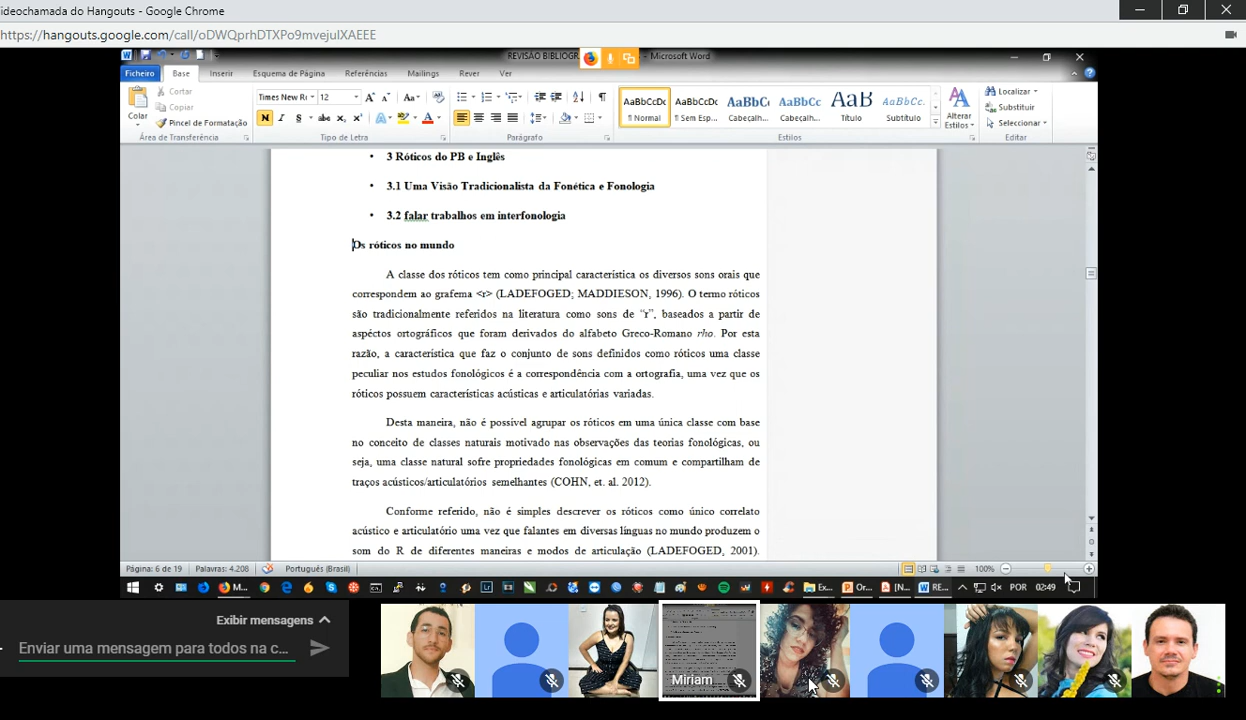 ideochamada do Hangouts - Google Chrome
https://hangouts.google.com/call/oDWQprhDTXPo9mvejulXAEEE
REVISAO BIBLIOGR
- Microsoft Word
Ficheiro Base Inserir Esquema de Página Referências Mailings Rever Ver
Colar
Cortar
Copiar
Pincel de Formatação
Área de Transferência
Times New R 12
Tipo de Letra
Parágrafo
AaBbCcDc AaBbCcDc AaBbC AaBbCc AaB AaBbCc.
¶ Normal ¶ Sem Esp... Cabeçalh... Cabeçalh... Título Subtítulo
Estilos
Alterar
Estilos
Localizar
Substituir
Seleccionar
Editar
• 3 Róticos do PB e Inglês
• 3.1 Uma Visão Tradicionalista da Fonética e Fonologia
• 3.2 falar trabalhos em interfonologia
Os róticos no mundo
A classe dos róticos tem como principal característica os diversos sons orais que
correspondem ao grafema <r> (LADEFOGED; MADDIESON, 1996). O termo róticos
são tradicionalmente referidos na literatura como sons de “r”, baseados a partir de
aspéctos ortográficos que foram derivados do alfabeto Greco-Romano rho. Por esta
razão, a característica que faz o conjunto de sons definidos como róticos uma classe
peculiar nos estudos fonológicos é a correspondência com a ortografia, uma vez que os
róticos possuem características acústicas e articulatórias variadas.
Desta maneira, não é possível agrupar os róticos em uma única classe com base
no conceito de classes naturais motivado nas observações das teorias fonológicas, ou
seja, uma classe natural sofre propriedades fonológicas em comum e compartilham de
traços acústicos/articulatórios semelhantes (COHN, et. al. 2012).
Conforme referido, não é simples descrever os róticos como único correlato
acústico e articulatório uma vez que falantes em diversas línguas no mundo produzem o
som do R de diferentes maneiras e modos de articulação (LADEFOGED, 2001).
Página: 6 de 19 Palavras: 4.208 Português (Brasil) 100%
M... Ex... Or... [N... RE... POR 02:49
Exibir mensagens
Enviar uma mensagem para todos na c...
Miriam